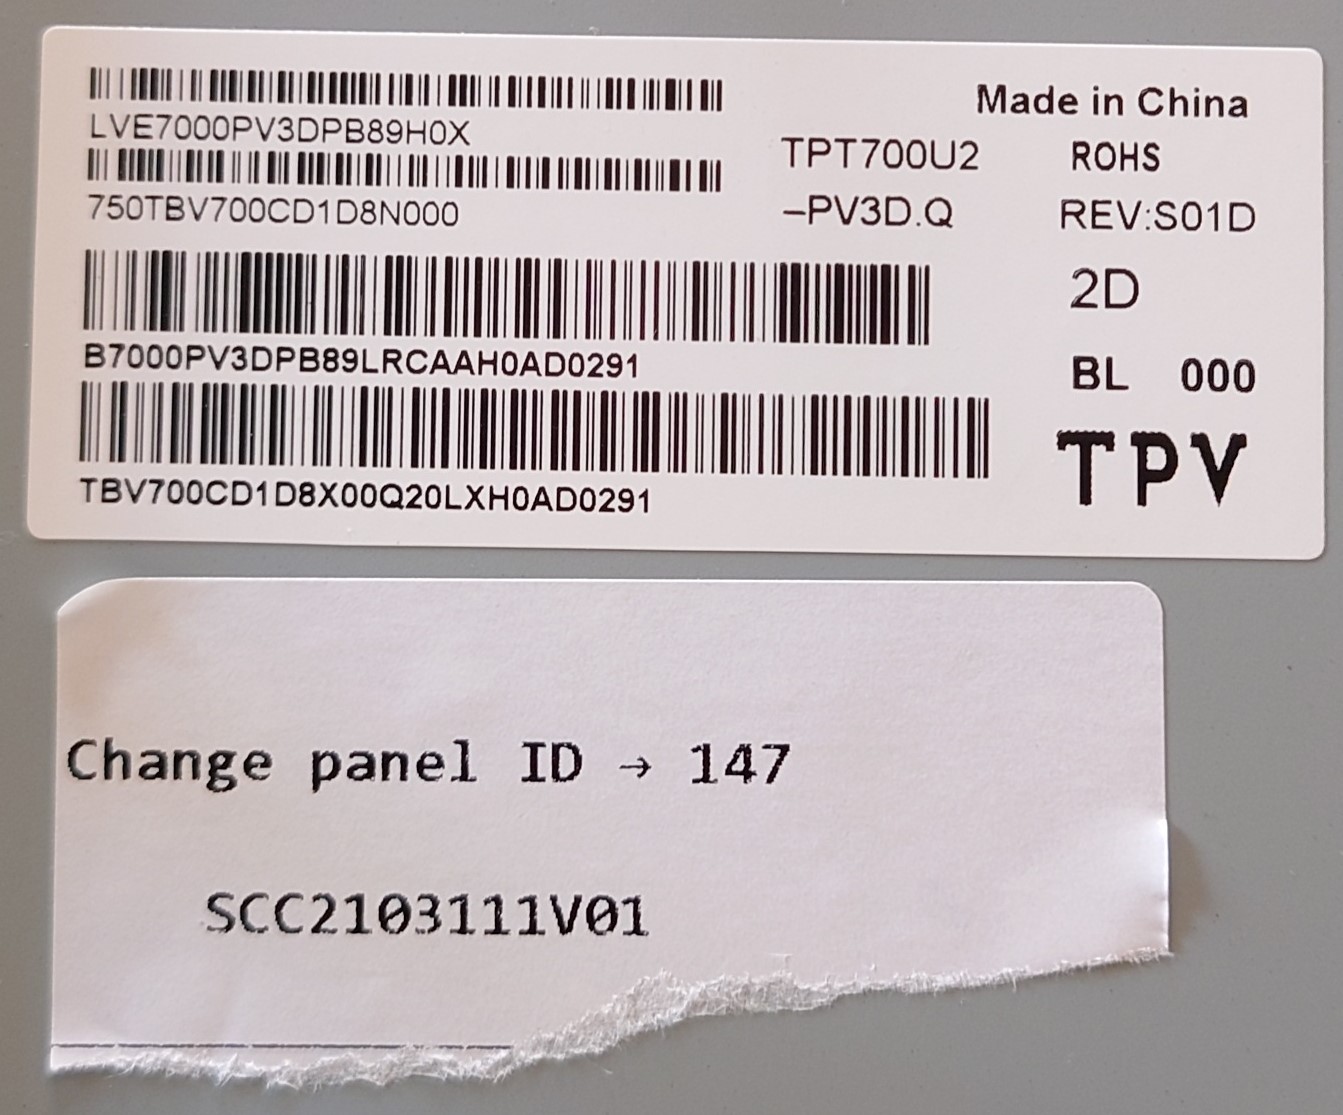 Made in China
LVE7000PV3DPB89H0X
TPT700U2 ROHS
750TBV700CD1D8N000
-PV3D.Q REV:S01D
2D
B7000PV3DPB89LRCAAH0AD0291
BL 000
TBV700CD1D8X00Q20LXH0AD0291
TPV
Change panel ID → 147
SCC2103111V01